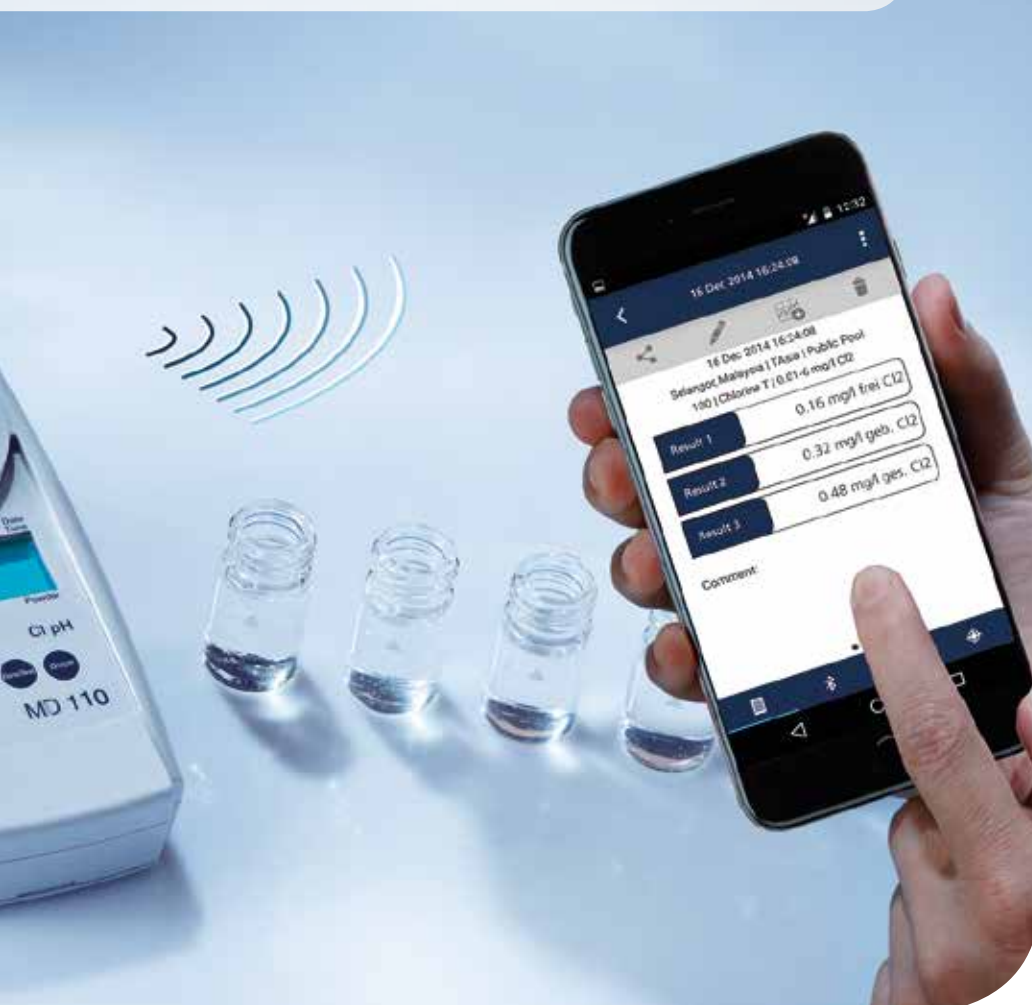 12:32
16 Dec 2014 16:24:08
16 Dec 2014 16:24:08
Selangor, Malaysia | TAsia | Public Pool
100 | Chlorine T | 0.01-6 mg/l Cl2
Result 1
0.16 mg/l frei Cl2
Result 2
0.32 mg/l geb. Cl2
Result 3
0.48 mg/l ges. Cl2
Comment:
Date
Time
Powder
Cl pH
MD 110